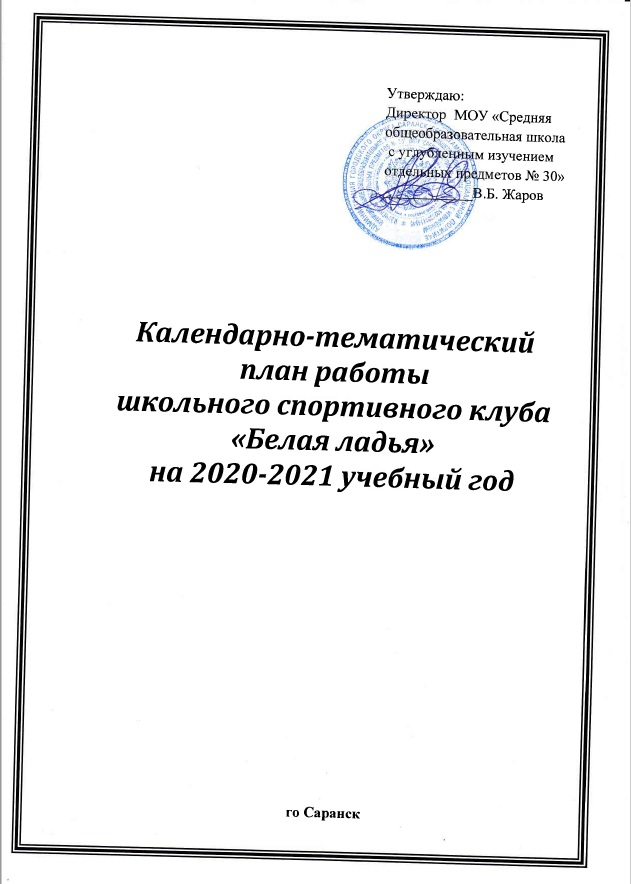 Утверждаю:
Директор МОУ «Средняя
общеобразовательная школа
с углубленным изучением
отдельных предметов № 30»
В.Б. Жаров
Календарно-тематический
план работы
школьного спортивного клуба
«Белая ладья»
на 2020-2021 учебный год
го Саранск